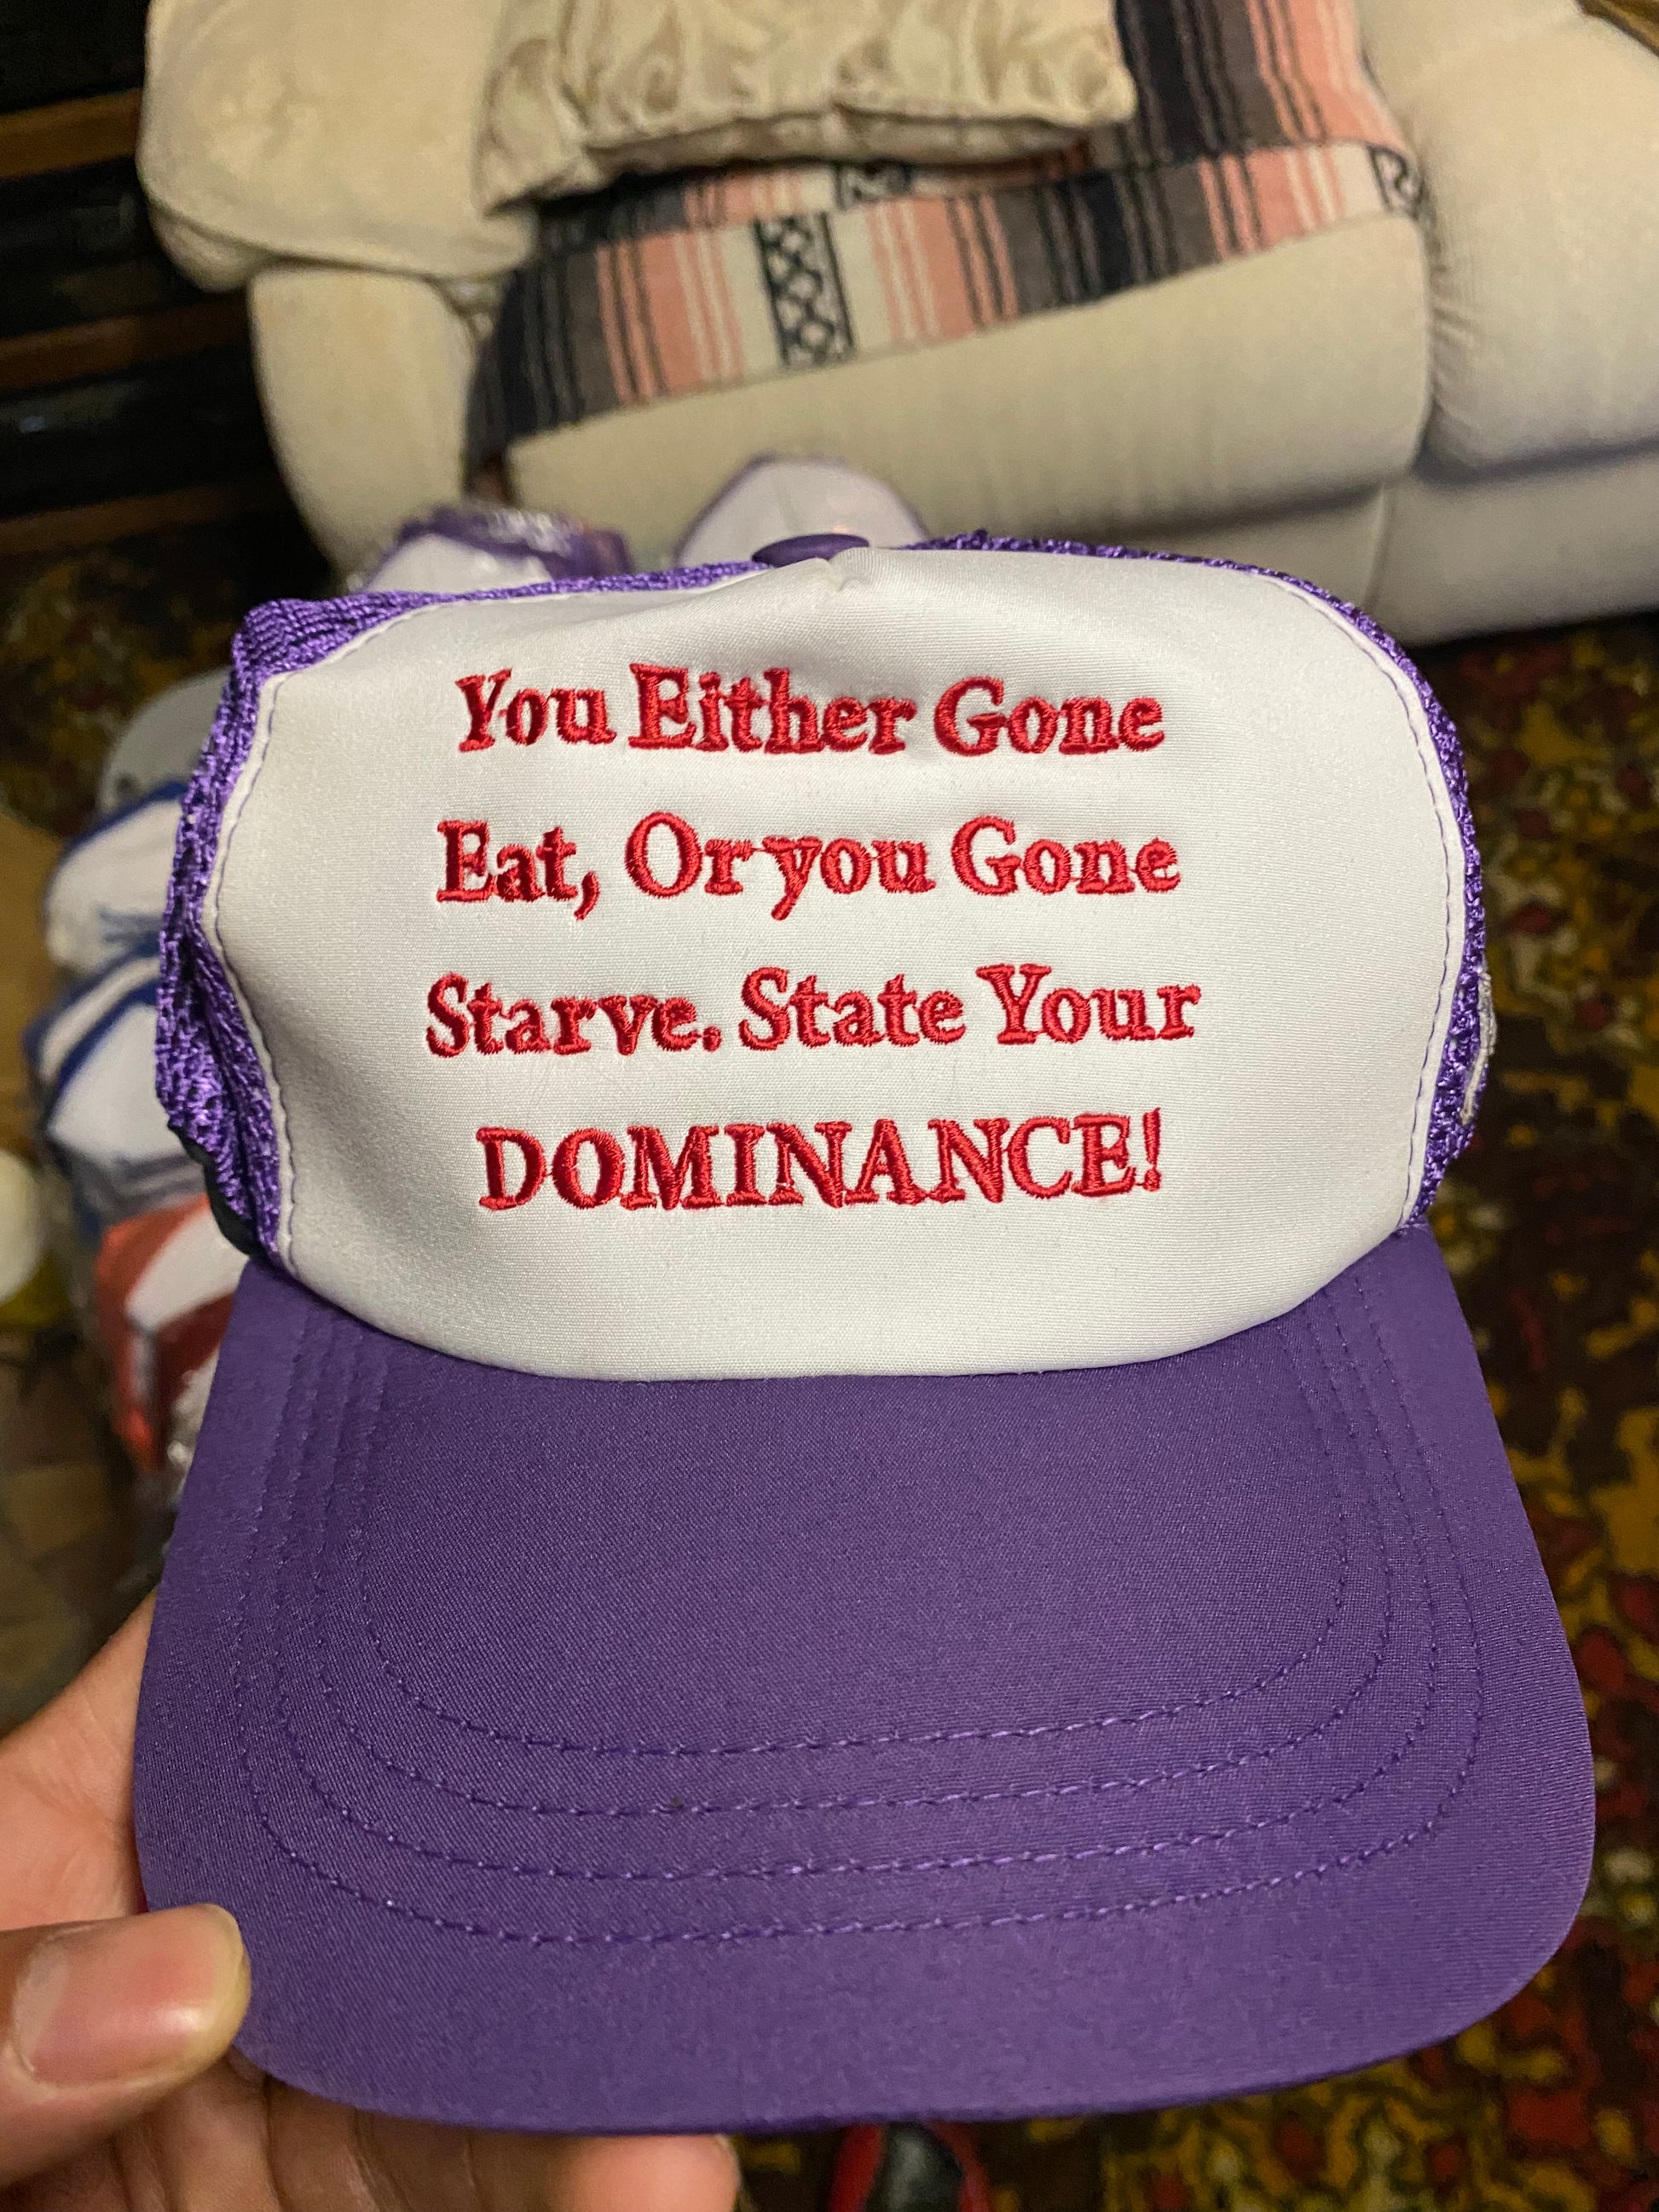 You Either Gone
Eat, Or you Gone
Starve. State Your
DOMINANCE!